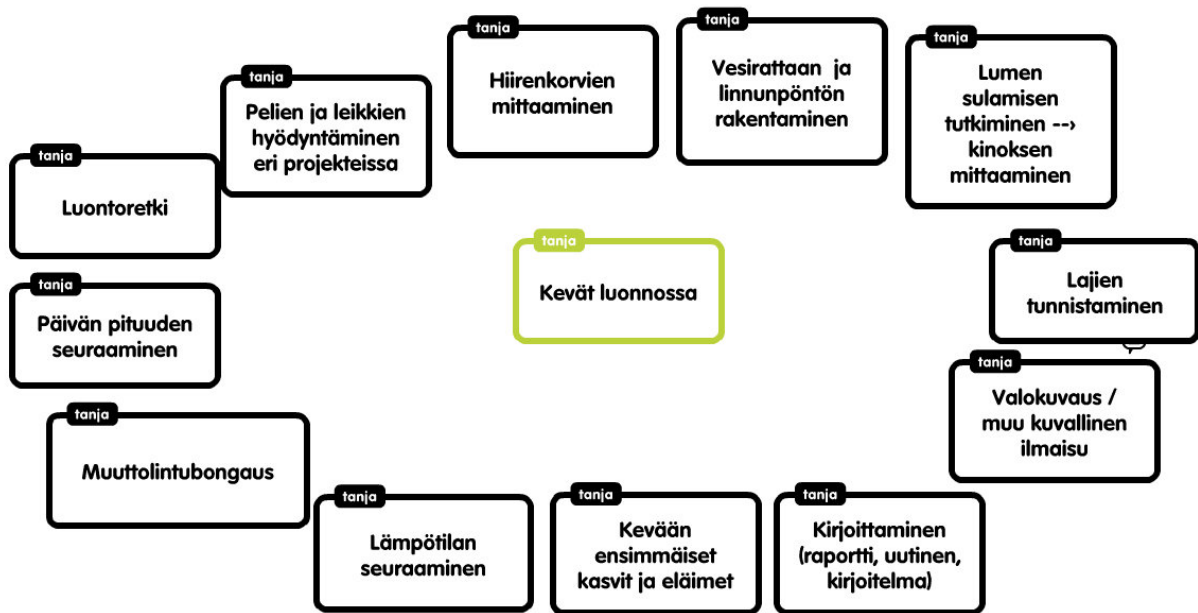 tanja
Hiirenkorvien
mittaaminen
tanja
Vesirattaan ja
linnunpöntön
rakentaminen
tanja
Lumen
sulamisen
tutkiminen -->
kinoksen
mittaaminen
tanja
Pelien ja leikkien
hyödyntäminen
eri projekteissa
tanja
Luontoretki
tanja
Kevät luonnossa
tanja
Lajien
tunnistaminen
tanja
Päivän pituuden
seuraaminen
tanja
Valokuvaus /
muu kuvallinen
ilmaisu
tanja
Muuttolintubongaus
tanja
Lämpötilan
seuraaminen
tanja
Kevään
ensimmäiset
kasvit ja eläimet
tanja
Kirjoittaminen
(raportti, uutinen,
kirjoitelma)